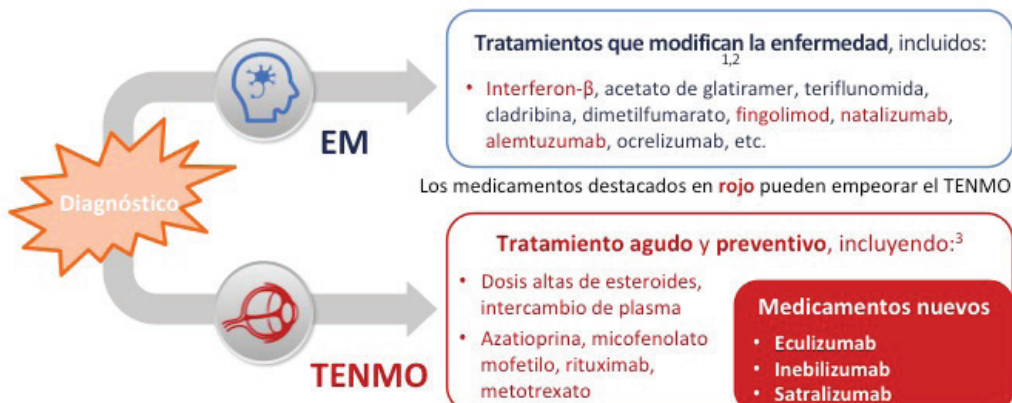 Diagnóstico
EM
Tratamientos que modifican la enfermedad, incluidos:
1,2
• Interferon-β, acetato de glatiramer, teriflunomida,
cladribina, dimetilfumarato, fingolimod, natalizumab,
alemtuzumab, ocrelizumab, etc.
Los medicamentos destacados en rojo pueden empeorar el TENMO
TENMO
Tratamiento agudo y preventivo, incluyendo:³
• Dosis altas de esteroides,
intercambio de plasma
• Azatioprina, micofenolato
mofetilo, rituximab,
metotrexato
Medicamentos nuevos
• Eculizumab
• Inebilizumab
• Satralizumab